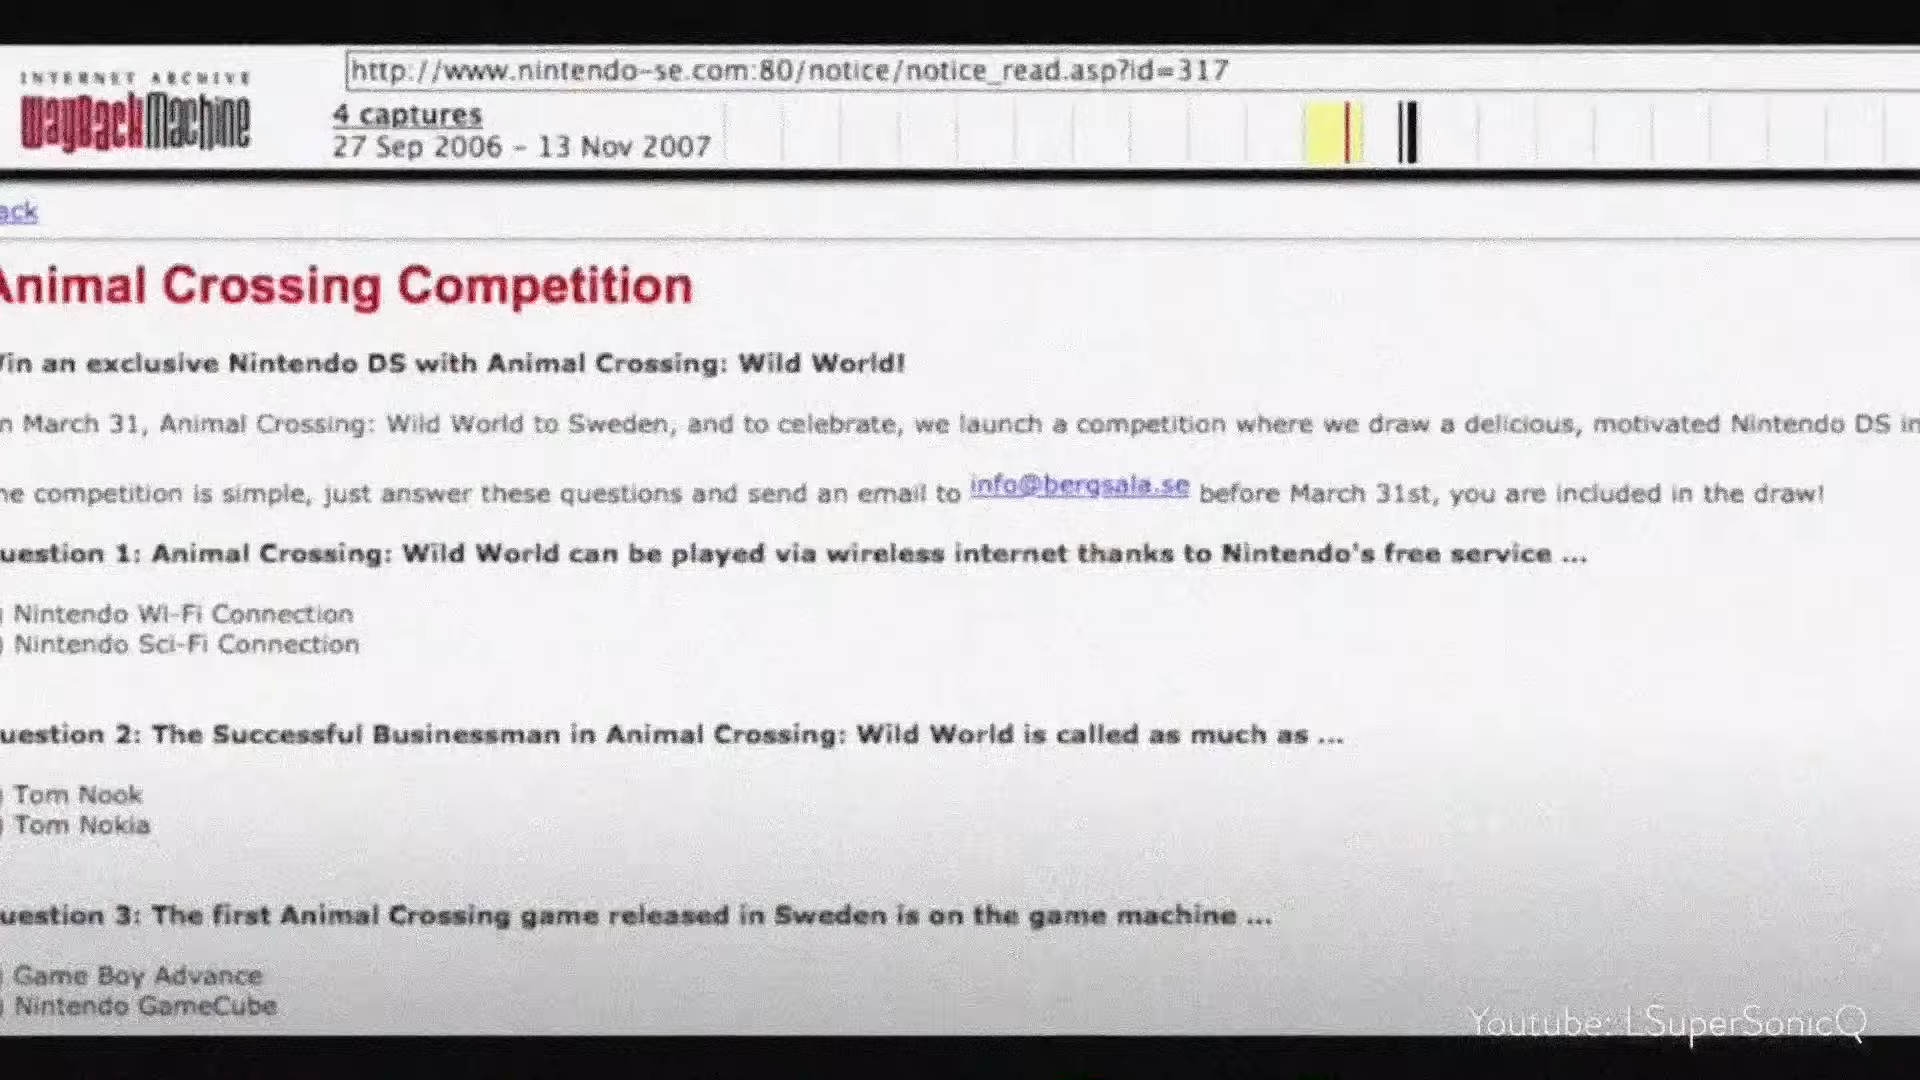 INTERNET ARCHIVE
WayBackMachine
http://www.nintendo-se.com:80/notice/notice_read.asp?id=317
4 captures
27 Sep 2006 - 13 Nov 2007
ack
Animal Crossing Competition
in an exclusive Nintendo DS with Animal Crossing: Wild World!
n March 31, Animal Crossing: Wild World to Sweden, and to celebrate, we launch a competition where we draw a delicious, motivated Nintendo DS in
he competition is simple, just answer these questions and send an email to info@bergsala.se before March 31st, you are included in the draw!
uestion 1: Animal Crossing: Wild World can be played via wireless internet thanks to Nintendo's free service ...
) Nintendo Wi-Fi Connection
) Nintendo Sci-Fi Connection
uestion 2: The Successful Businessman in Animal Crossing: Wild World is called as much as ...
) Tom Nook
) Tom Nokia
uestion 3: The first Animal Crossing game released in Sweden is on the game machine ...
) Game Boy Advance
) Nintendo GameCube
Youtube: LSuperSonicQ